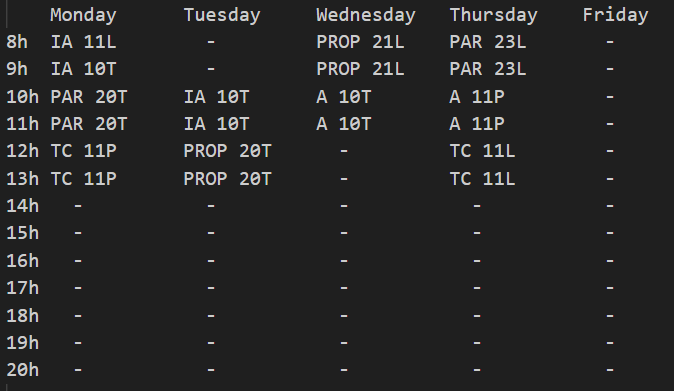 Monday Tuesday Wednesday Thursday Friday
8h IA 11L - PROP 21L PAR 23L -
9h IA 10T - PROP 21L PAR 23L -
10h PAR 20T IA 10T A 10T A 11P -
11h PAR 20T IA 10T A 10T A 11P -
12h TC 11P PROP 20T - TC 11L -
13h TC 11P PROP 20T - TC 11L -
14h - - - - -
15h - - - - -
16h - - - - -
17h - - - - -
18h - - - - -
19h - - - - -
20h - - - - -